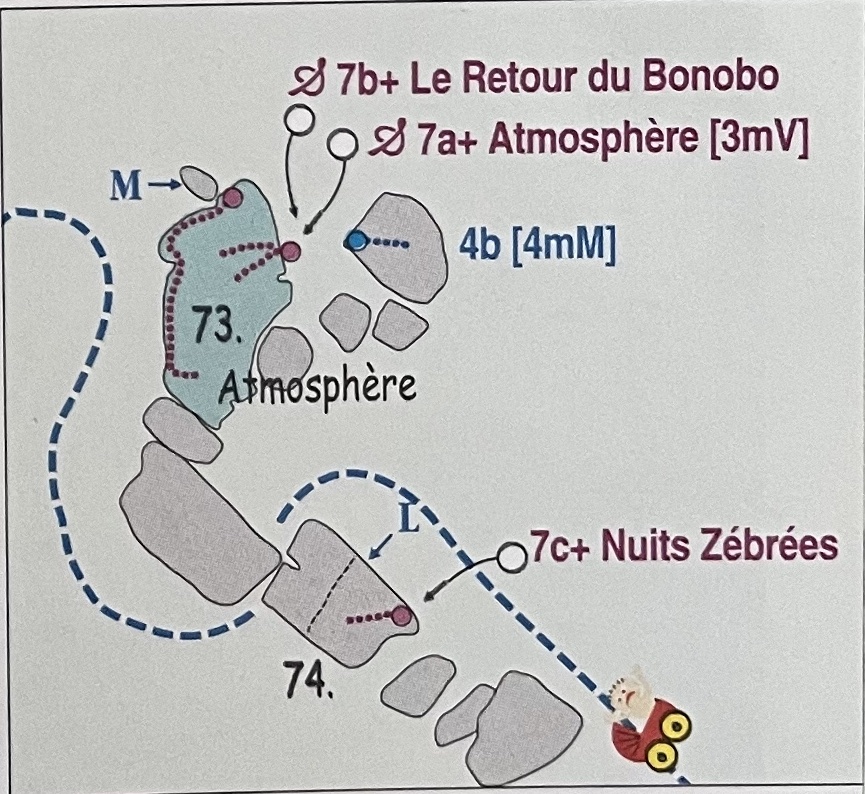 7b+ Le Retour du Bonobo
7a+ Atmosphère [3mV]
M
4b [4mM]
73.
Atmosphère
L
7c+ Nuits Zébrées
74.